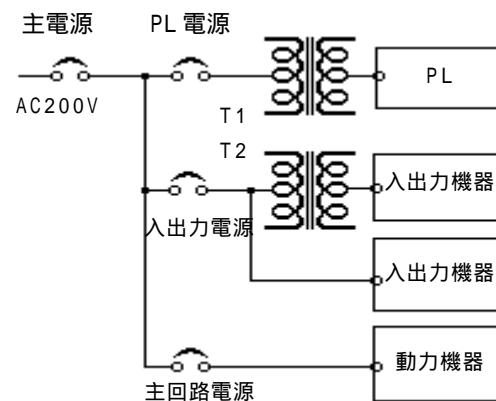 主電源
PL 電源
AC200V
T1
PL
T2
入出力機器
入出力電源
入出力機器
動力機器
主回路電源